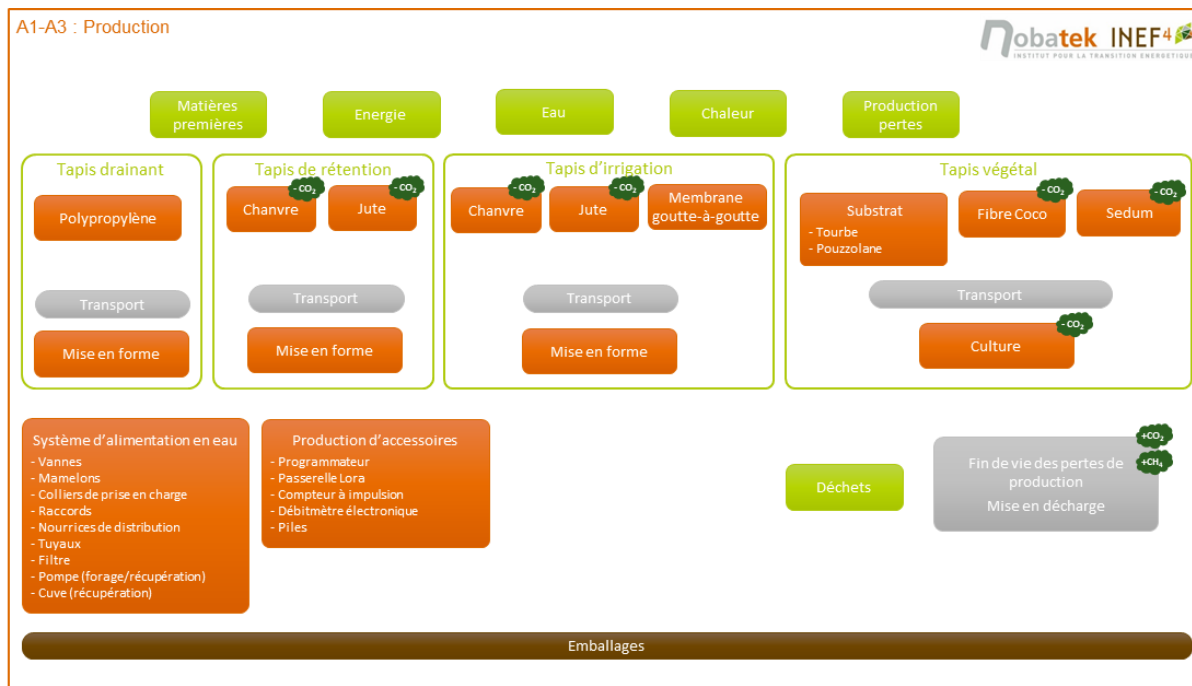 A1-A3 : Production
nobatek INEF4
INSTITUT POUR LA TRANSITION ENERGETIQUE
Matières
premières
Energie
Eau
Chaleur
Production
pertes
Tapis drainant
Polypropylène
Transport
Mise en forme
Tapis de rétention
- CO₂
- CO₂
Chanvre
Jute
Transport
Mise en forme
Tapis d'irrigation
- CO₂
- CO₂
Chanvre
Jute
Membrane
goutte-à-goutte
Transport
Mise en forme
Tapis végétal
Substrat
- Tourbe
- Pouzzolane
- CO₂
Fibre Coco
- CO₂
Sedum
Transport
- CO₂
Culture
Système d'alimentation en eau
- Vannes
- Mamelons
- Colliers de prise en charge
- Raccords
- Nourrices de distribution
- Tuyaux
- Filtre
- Pompe (forage/récupération)
- Cuve (récupération)
Production d'accessoires
- Programmateur
- Passerelle Lora
- Compteur à impulsion
- Débitmètre électronique
- Piles
Déchets
+CO₂
+CH₄
Fin de vie des pertes de
production
Mise en décharge
Emballages